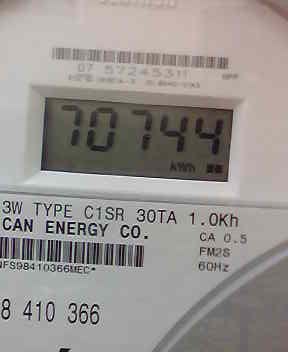 07 57245311
70744
kWh
3W TYPE C1SR 30TA 1.0Kh
CAN ENERGY CO.
CA 0.5
FM2S
60Hz
NFS98410366MEC*
8 410 366